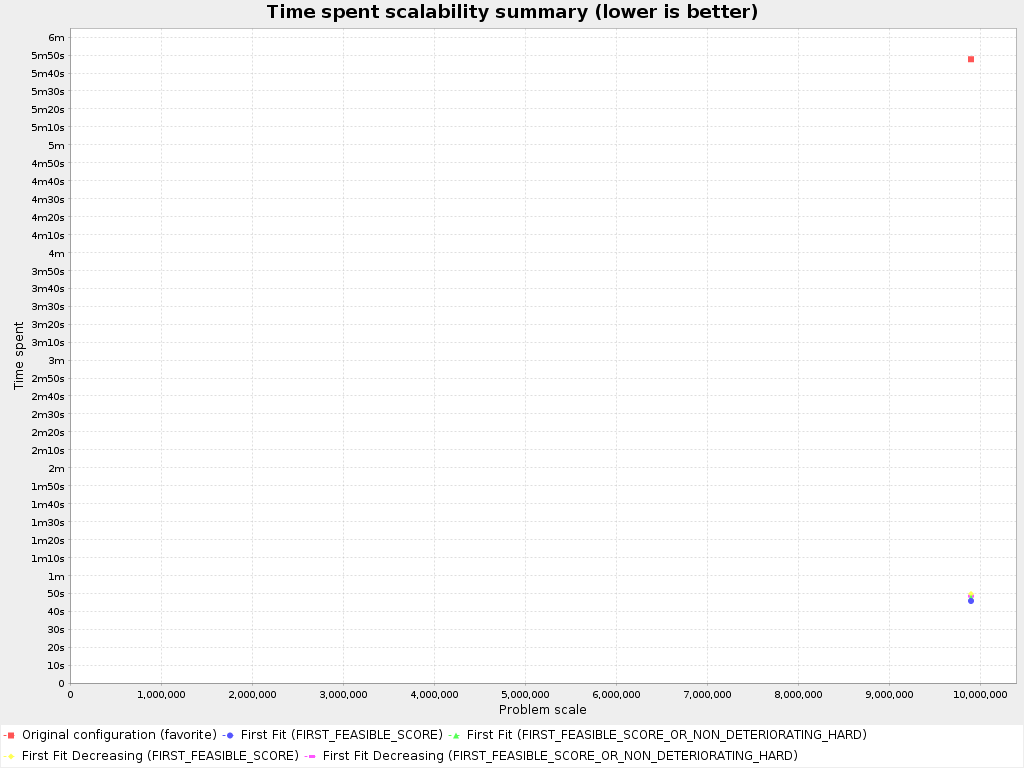 Time spent scalability summary (lower is better)
6m
5m50s
5m40s
5m30s
5m20s
5m10s
5m
4m50s
4m40s
4m30s
4m20s
4m10s
4m
3m50s
3m40s
3m30s
3m20s
3m10s
3m
2m50s
2m40s
2m30s
2m20s
2m10s
2m
1m50s
1m40s
1m30s
1m20s
1m10s
1m
50s
40s
30s
20s
10s
0
Time spent
0 1,000,000 2,000,000 3,000,000 4,000,000 5,000,000 6,000,000 7,000,000 8,000,000 9,000,000 10,000,000
Problem scale
Original configuration (favorite) First Fit (FIRST_FEASIBLE_SCORE) First Fit (FIRST_FEASIBLE_SCORE_OR_NON_DETERIORATING_HARD)
First Fit Decreasing (FIRST_FEASIBLE_SCORE) First Fit Decreasing (FIRST_FEASIBLE_SCORE_OR_NON_DETERIORATING_HARD)